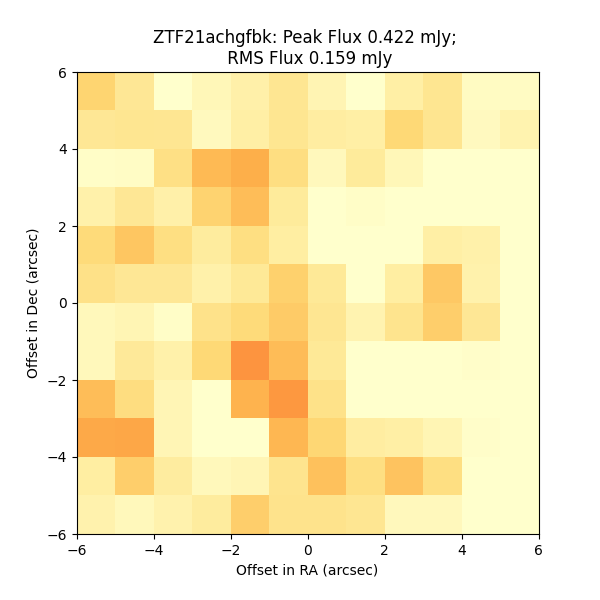 ZTF21achgfbk: Peak Flux 0.422 mJy;
RMS Flux 0.159 mJy
6
4
2
0
−2
−4
−6
Offset in Dec (arcsec)
−6 −4 −2 0 2 4 6
Offset in RA (arcsec)